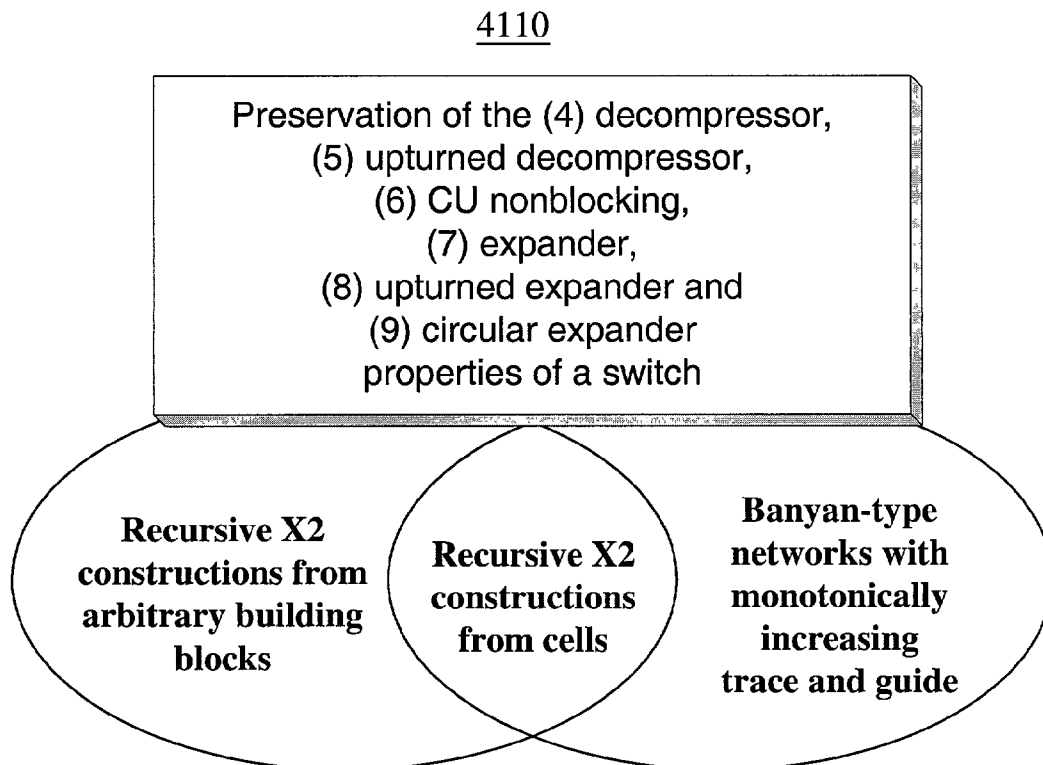 4110
Preservation of the (4) decompressor,
(5) upturned decompressor,
(6) CU nonblocking,
(7) expander,
(8) upturned expander and
(9) circular expander
properties of a switch
Recursive X2
constructions from
arbitrary building
blocks
Recursive X2
constructions
from cells
Banyan-type
networks with
monotonically
increasing
trace and guide